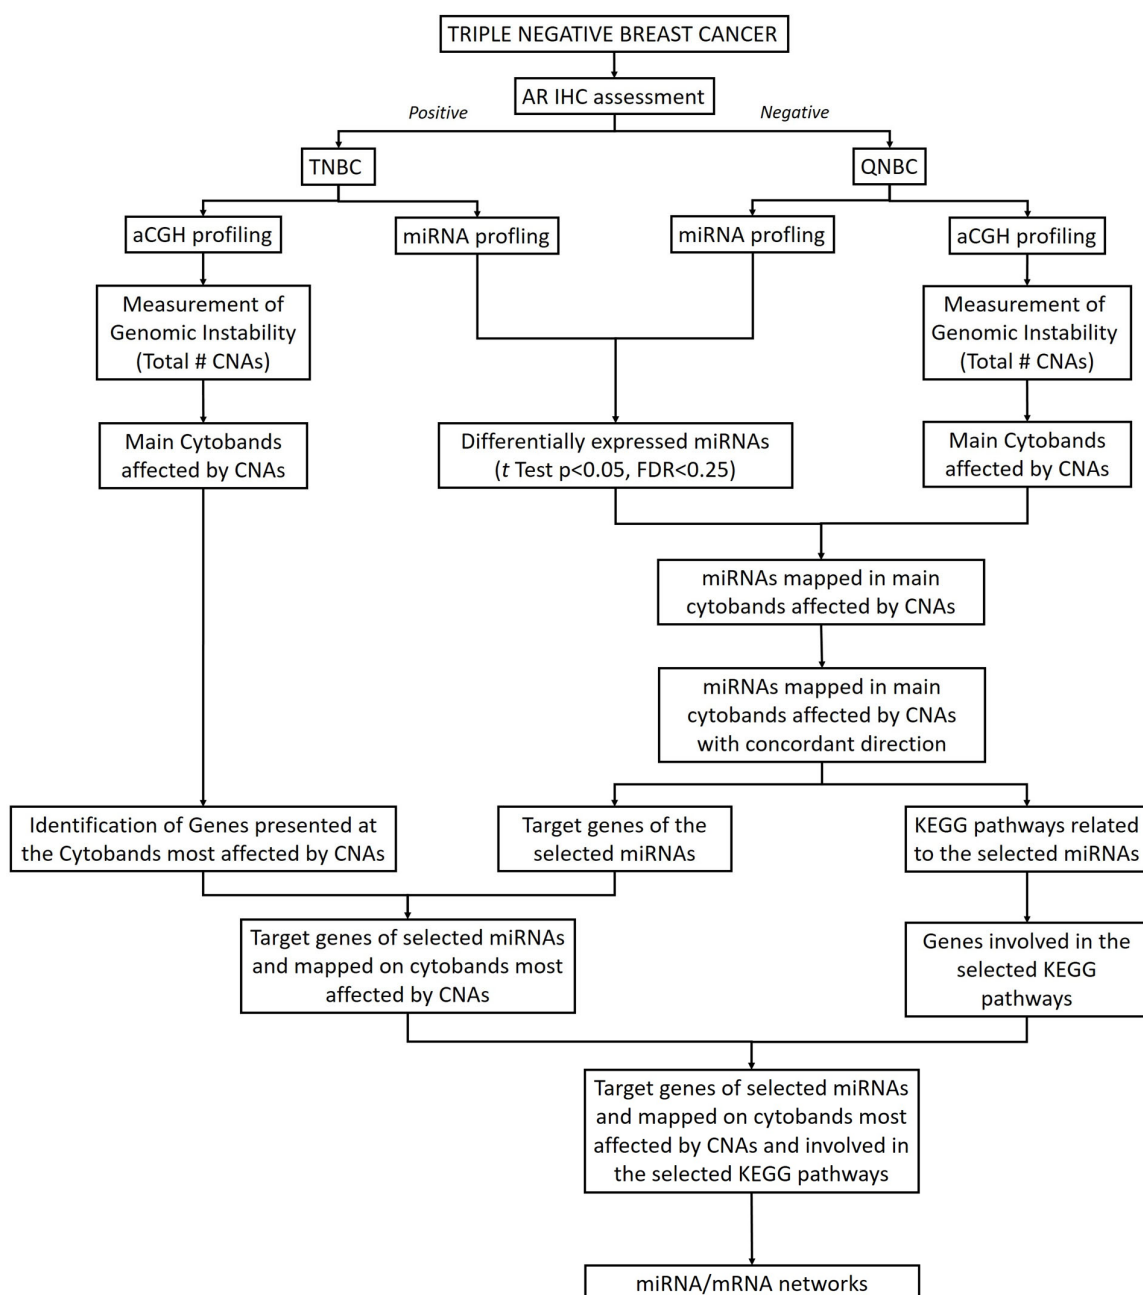 TRIPLE NEGATIVE BREAST CANCER
AR IHC assessment
Positive
Negative
TNBC
QNBC
aCGH profiling
miRNA profling
miRNA profling
aCGH profiling
Measurement of
Genomic Instability
(Total # CNAs)
Measurement of
Genomic Instability
(Total # CNAs)
Main Cytobands
affected by CNAs
Differentially expressed miRNAs
(t Test p<0.05, FDR<0.25)
Main Cytobands
affected by CNAs
miRNAs mapped in main
cytobands affected by CNAs
miRNAs mapped in main
cytobands affected by CNAs
with concordant direction
Identification of Genes presented at
the Cytobands most affected by CNAs
Target genes of the
selected miRNAs
KEGG pathways related
to the selected miRNAs
Target genes of selected miRNAs
and mapped on cytobands most
affected by CNAs
Genes involved in the
selected KEGG
pathways
Target genes of selected miRNAs
and mapped on cytobands most
affected by CNAs and involved in
the selected KEGG pathways
miRNA/mRNA networks